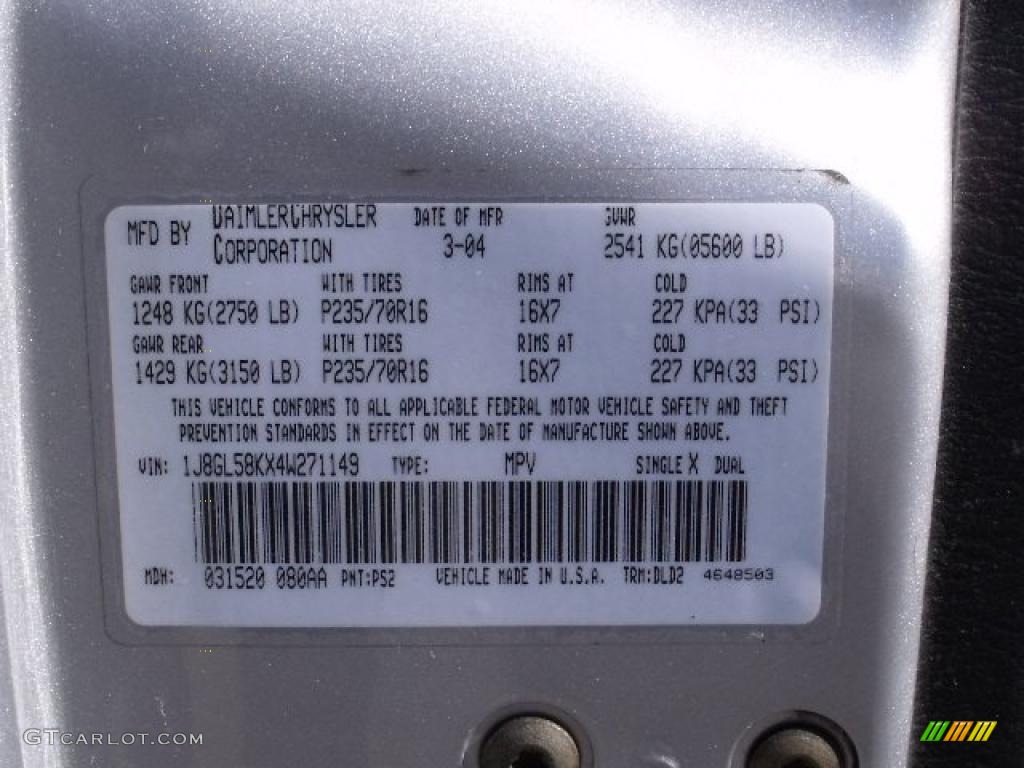 MFD BY DAIMLERCHRYSLER CORPORATION DATE OF MFR 3-04 GVWR 2541 KG(05600 LB)
GAWR FRONT WITH TIRES RIMS AT COLD
1248 KG(2750 LB) P235/70R16 16X7 227 KPA(33 PSI)
GAWR REAR WITH TIRES RIMS AT COLD
1429 KG(3150 LB) P235/70R16 16X7 227 KPA(33 PSI)
THIS VEHICLE CONFORMS TO ALL APPLICABLE FEDERAL MOTOR VEHICLE SAFETY AND THEFT
PREVENTION STANDARDS IN EFFECT ON THE DATE OF MANUFACTURE SHOWN ABOVE.
VIN: 1J8GL58KX4W271149 TYPE: MPV SINGLE X DUAL
MDH: 031520 080AA PNT:PS2 VEHICLE MADE IN U.S.A. TRM:DLD2 4648503
GTCARLOT.COM